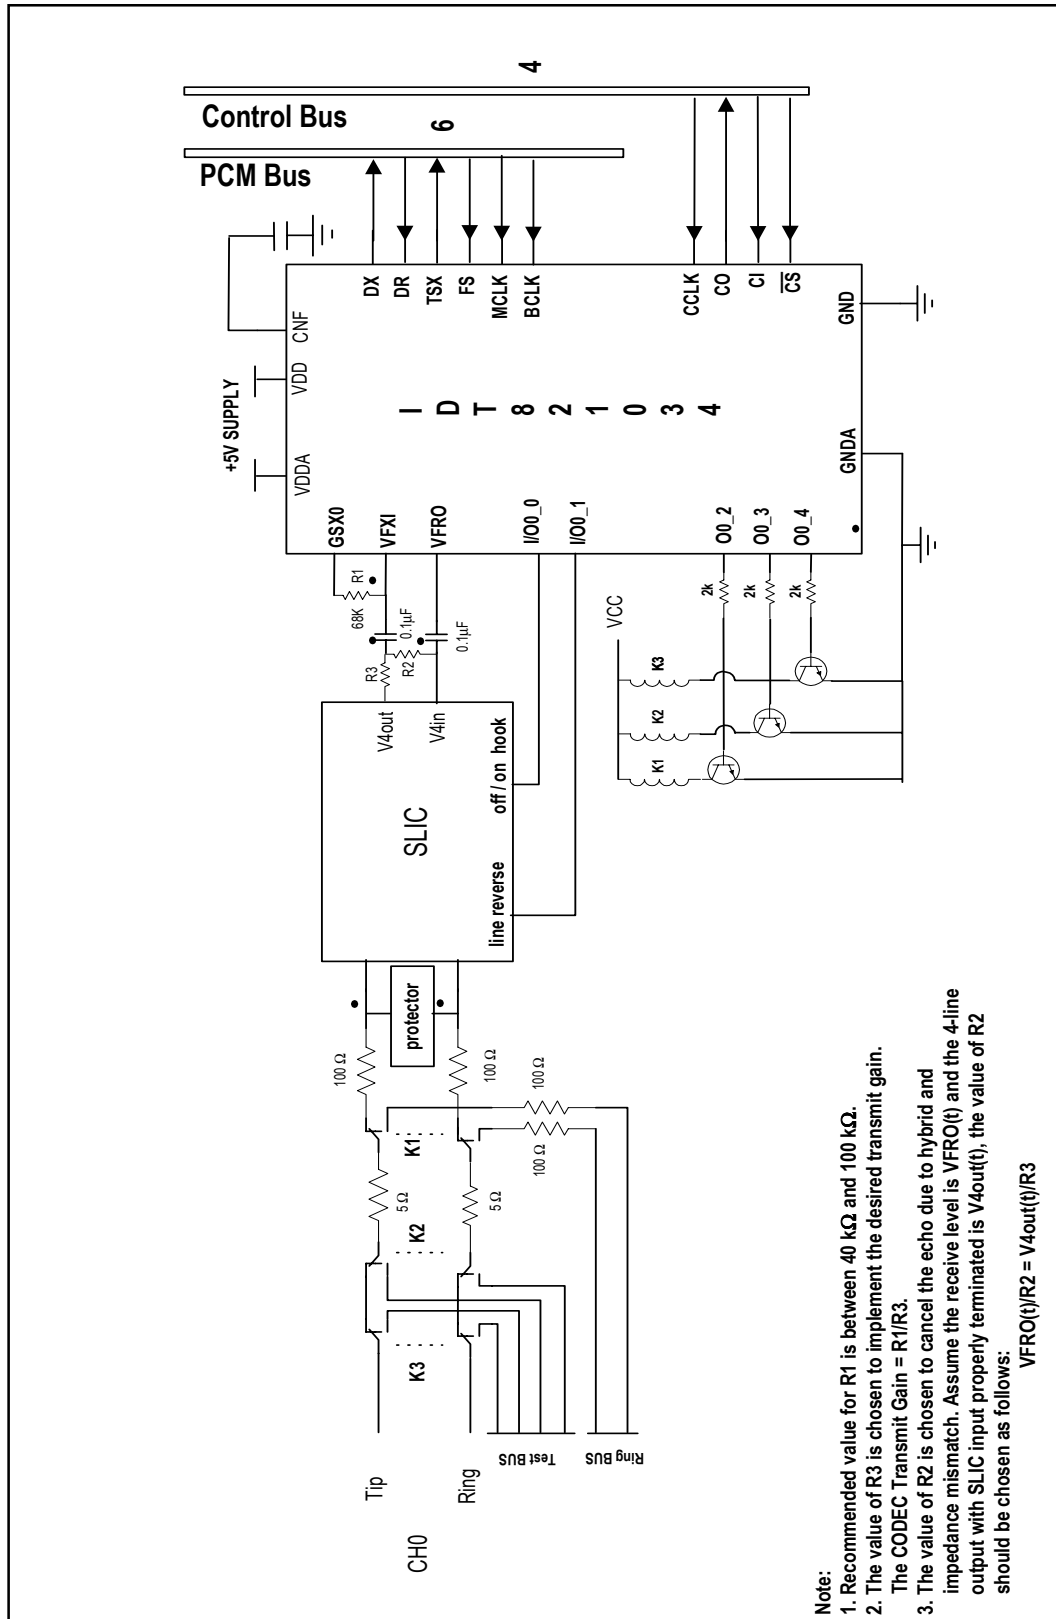 Control Bus
4
PCM Bus
6
+5V SUPPLY
VDDA
VDD
CNF
DX
DR
TSX
FS
MCLK
BCLK
CCLK
CO
CI
CS
IDT821034
GSX0
VFXI
VFRO
I/O0_0
I/O0_1
O0_2
O0_3
O0_4
GNDA
GND
R1
68K
0.1µF
R3
R2
0.1µF
2k
2k
2k
VCC
K3
K2
K1
V4out
V4in
SLIC
off / on hook
line reverse
protector
100 Ω
100 Ω
100 Ω
100 Ω
K1
5 Ω
5 Ω
K2
K3
Tip
Ring
CH0
Test BUS
Ring BUS
Note:
1. Recommended value for R1 is between 40 kΩ and 100 kΩ.
2. The value of R3 is chosen to implement the desired transmit gain.
The CODEC Transmit Gain = R1/R3.
3. The value of R2 is chosen to cancel the echo due to hybrid and
impedance mismatch. Assume the receive level is VFRO(t) and the 4-line
output with SLIC input properly terminated is V4out(t), the value of R2
should be chosen as follows:
VFRO(t)/R2 = V4out(t)/R3